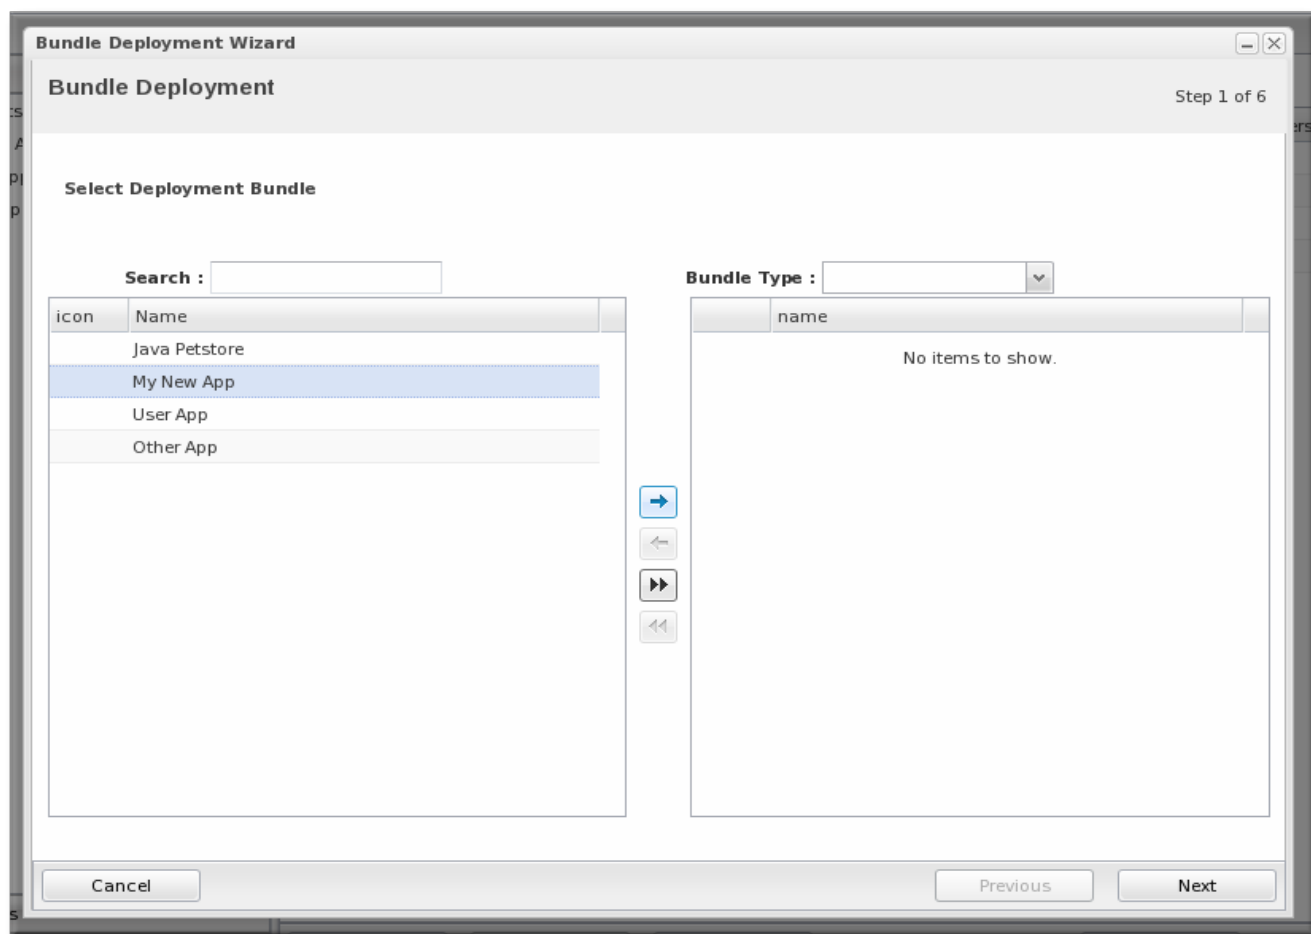 Bundle Deployment Wizard
Bundle Deployment
Step 1 of 6
Select Deployment Bundle
Search :
Bundle Type :
icon Name
name
Java Petstore
No items to show.
My New App
User App
Other App
Cancel
Previous
Next